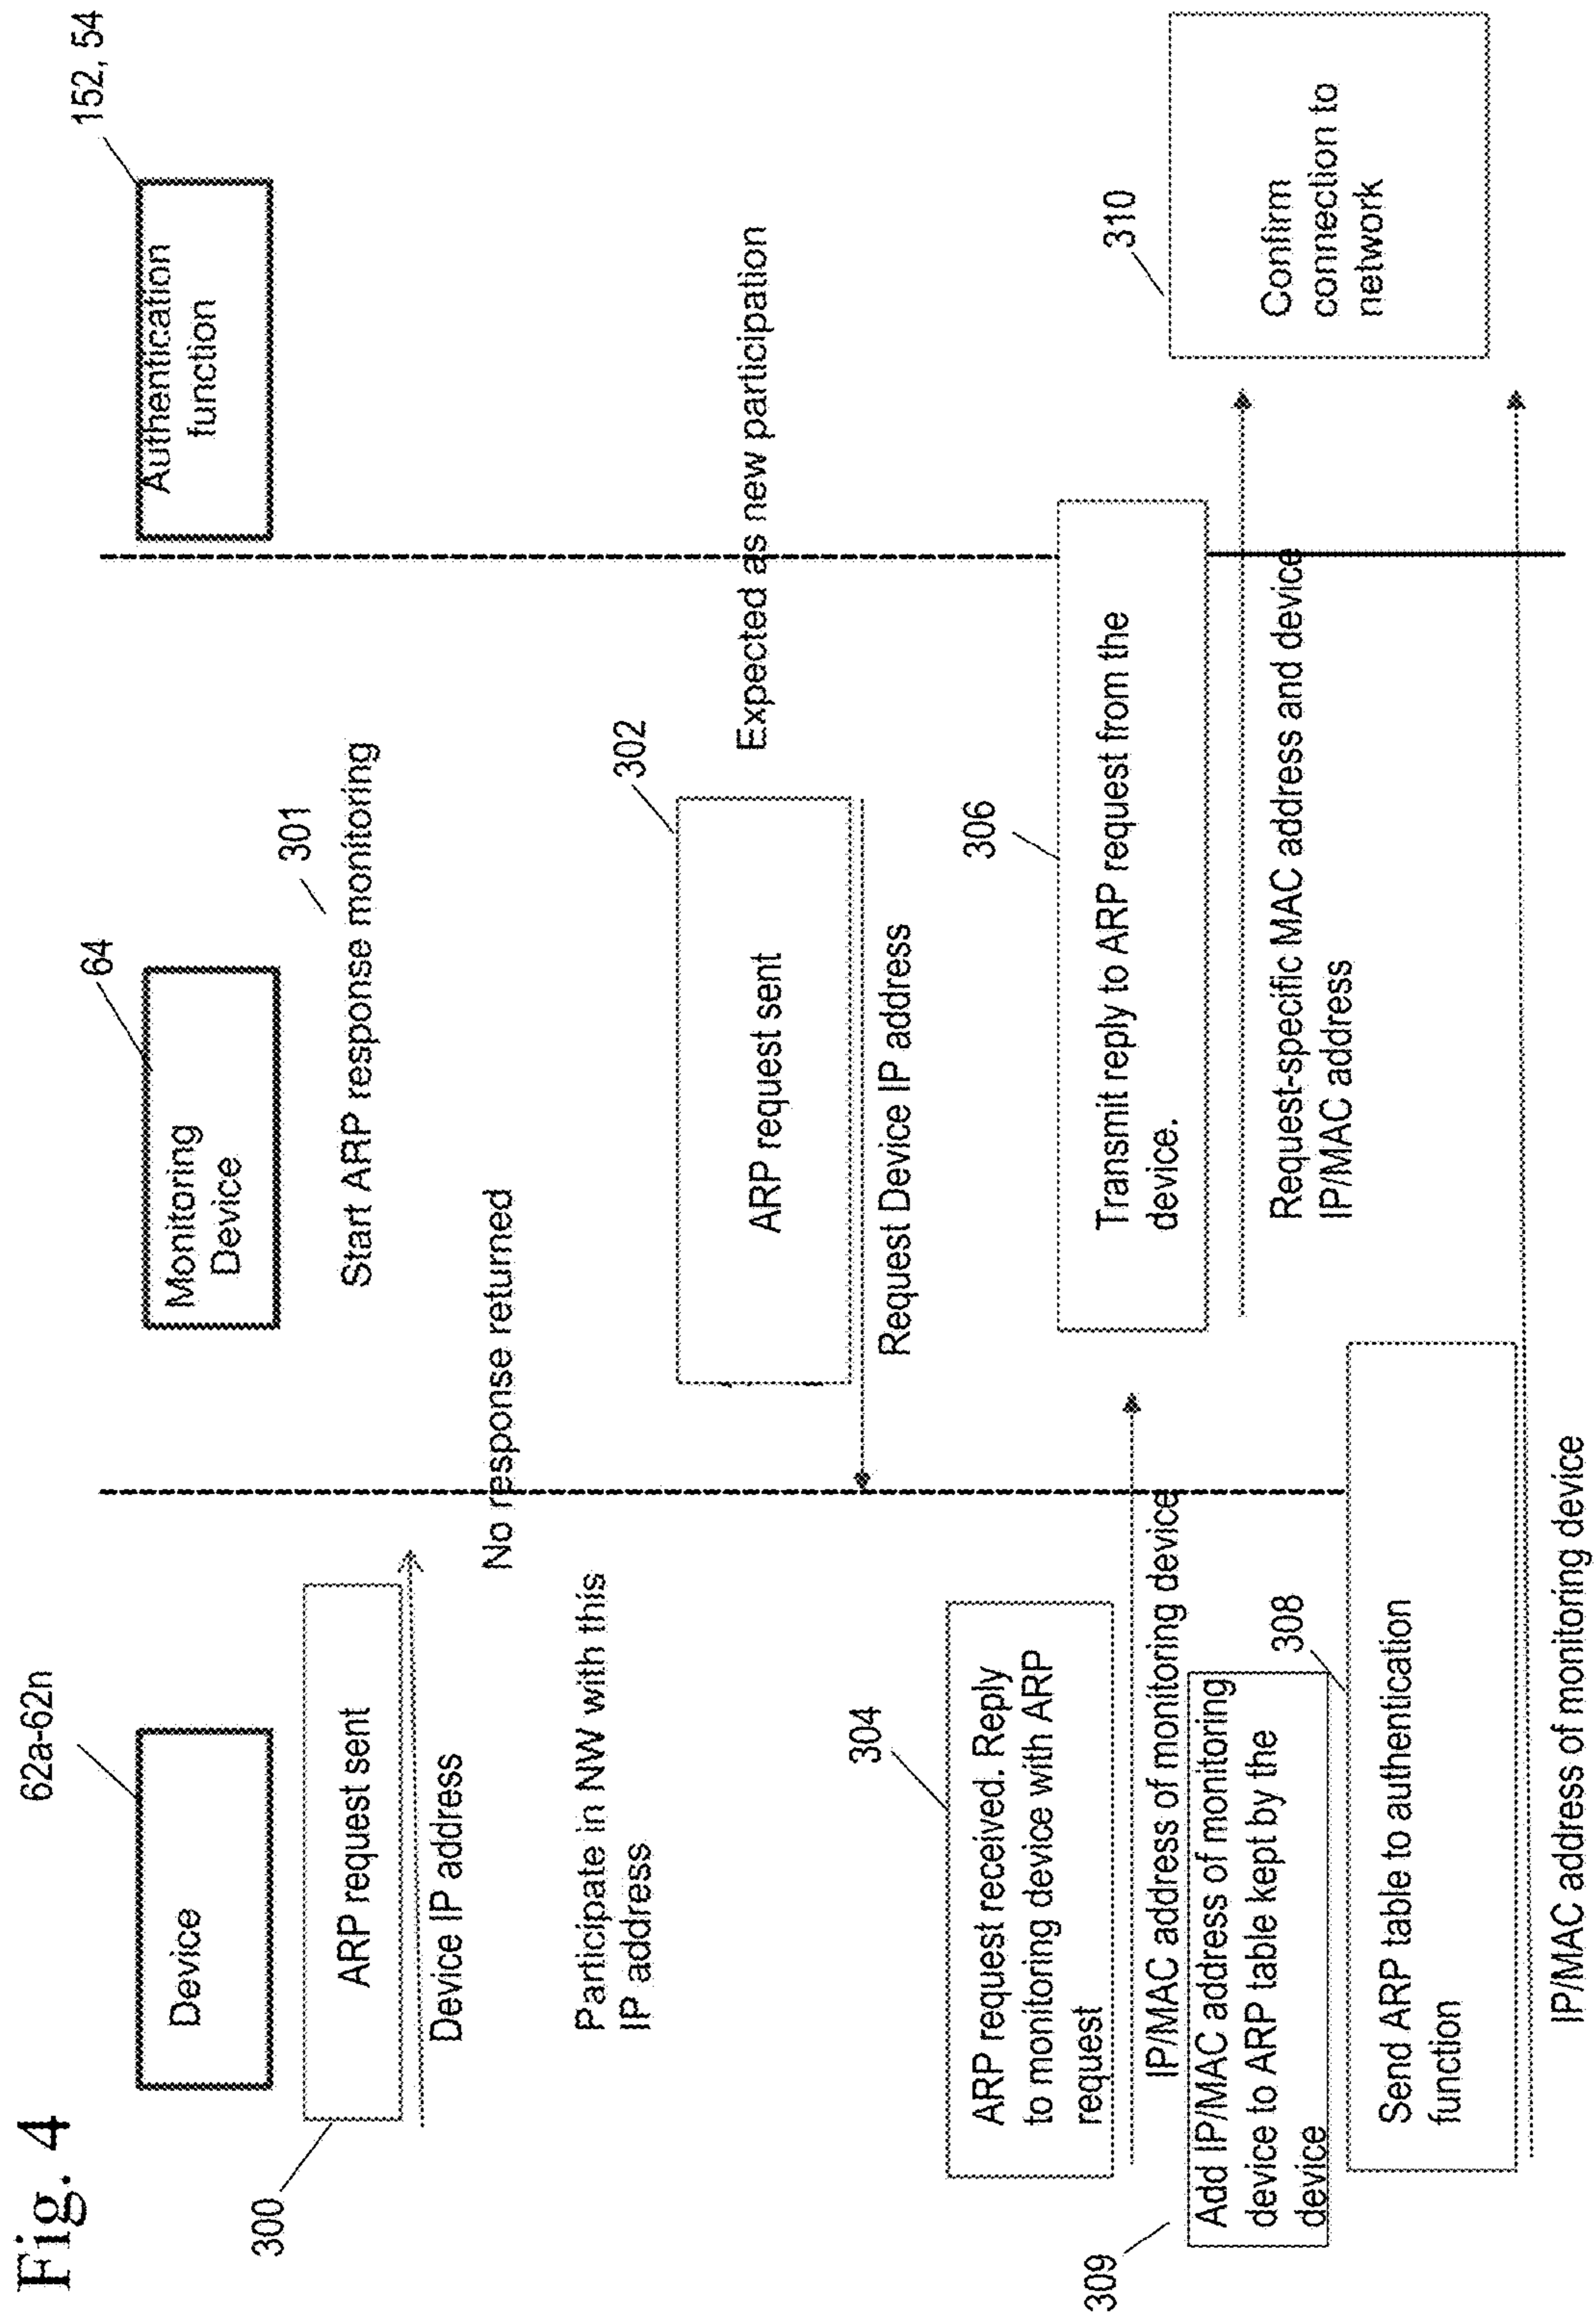 Fig. 4
62a-62n
Device
64
Monitoring
Device
152, 54
Authentication
function
300
ARP request sent
Device IP address
301
Start ARP response monitoring
No response returned
Participate in NW with this
IP address
302
ARP request sent
Request Device IP address
Expected as new participation
304
ARP request received. Reply
to monitoring device with ARP
request
IP/MAC address of monitoring device
306
Transmit reply to ARP request from the
device.
Request-specific MAC address and device
IP/MAC address
309
Add IP/MAC address of monitoring
device to ARP table kept by the
device
308
Send ARP table to authentication
function
IP/MAC address of monitoring device
310
Confirm
connection to
network